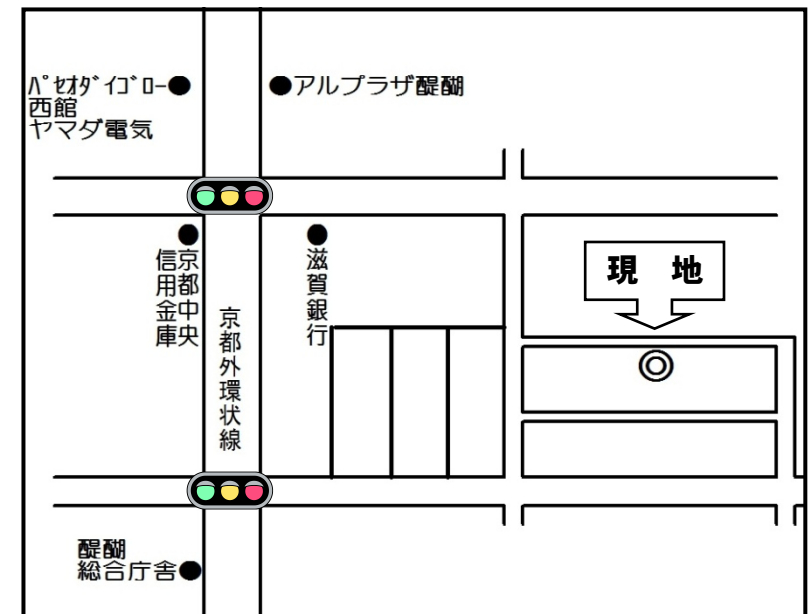 ﾊﾟｾｵﾀﾞｲｺﾞﾛｰ●
西館
ヤマダ電気
●アルプラザ醍醐
●
京都中央
信用金庫
●
滋賀銀行
京都外環状線
現 地
◎
醍醐
総合庁舎●